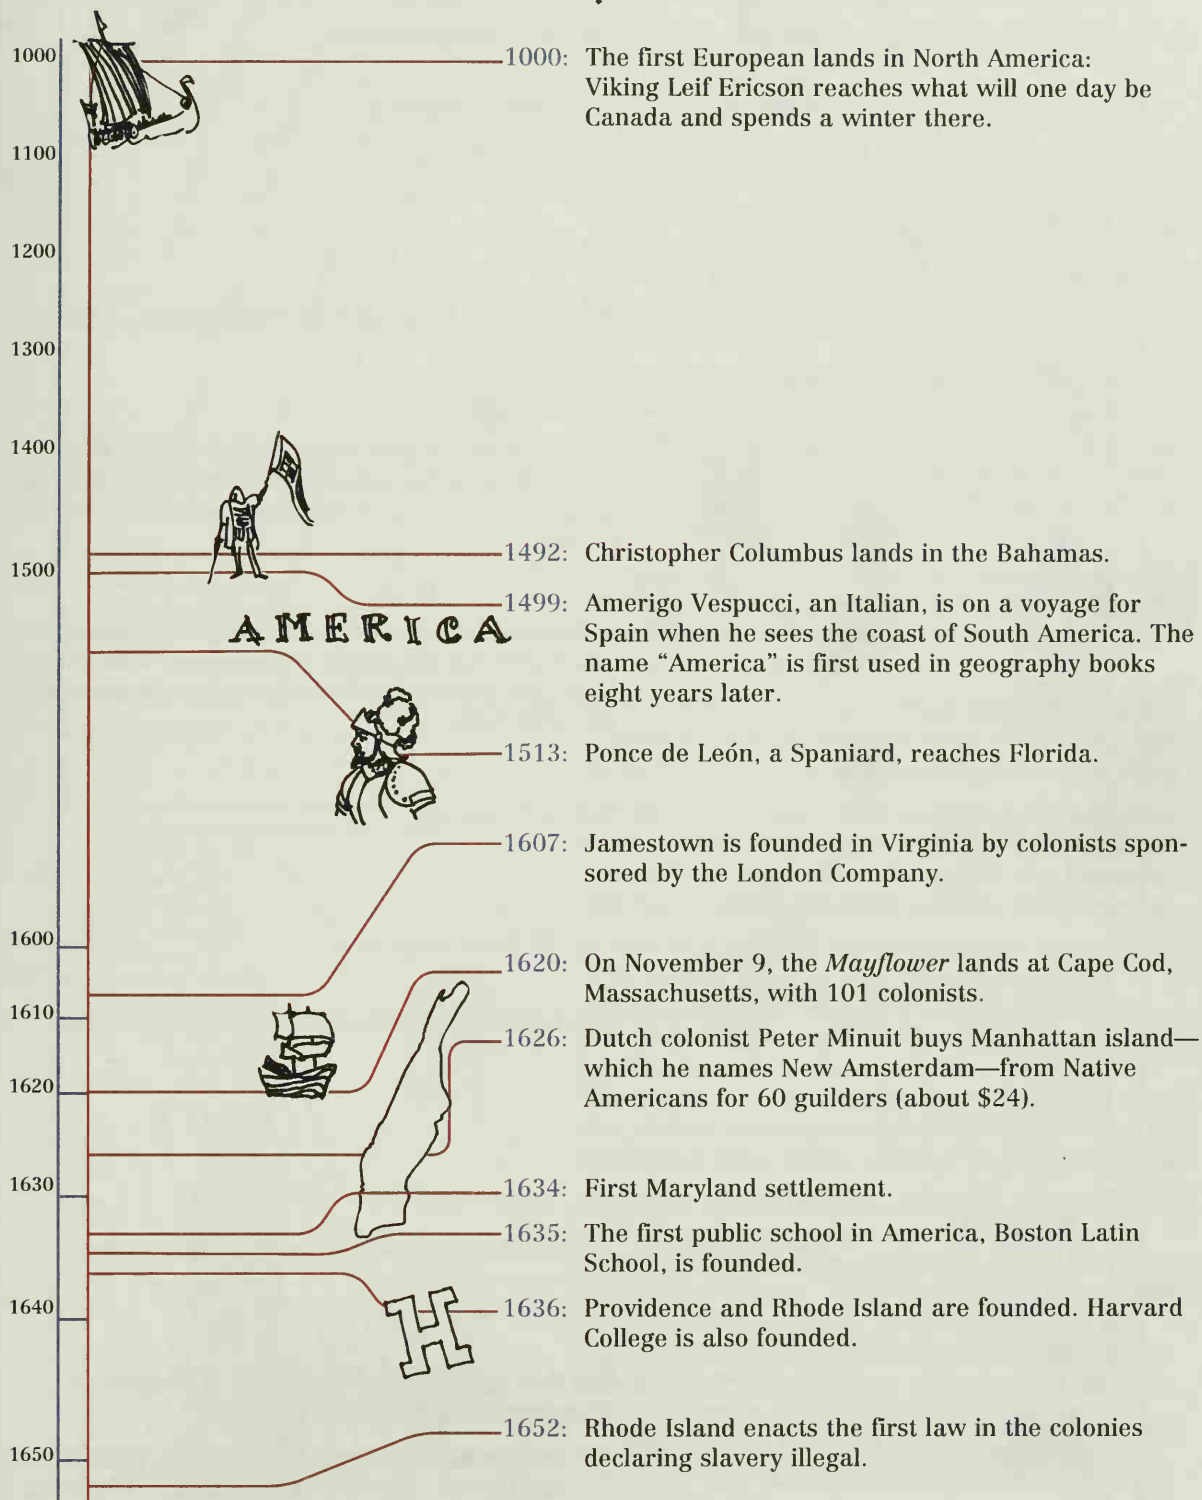 1000
1000: The first European lands in North America:
Viking Leif Ericson reaches what will one day be
Canada and spends a winter there.
1100
1200
1300
1400
1492: Christopher Columbus lands in the Bahamas.
1500
1499: Amerigo Vespucci, an Italian, is on a voyage for
AMERICA
Spain when he sees the coast of South America. The
name “America” is first used in geography books
eight years later.
1513: Ponce de León, a Spaniard, reaches Florida.
1607: Jamestown is founded in Virginia by colonists spon-
sored by the London Company.
1600
1620: On November 9, the Mayflower lands at Cape Cod,
Massachusetts, with 101 colonists.
1610
1626: Dutch colonist Peter Minuit buys Manhattan island—
which he names New Amsterdam—from Native
1620
Americans for 60 guilders (about $24).
1630
1634: First Maryland settlement.
1635: The first public school in America, Boston Latin
School, is founded.
1640
1636: Providence and Rhode Island are founded. Harvard
College is also founded.
H
1652: Rhode Island enacts the first law in the colonies
declaring slavery illegal.
1650